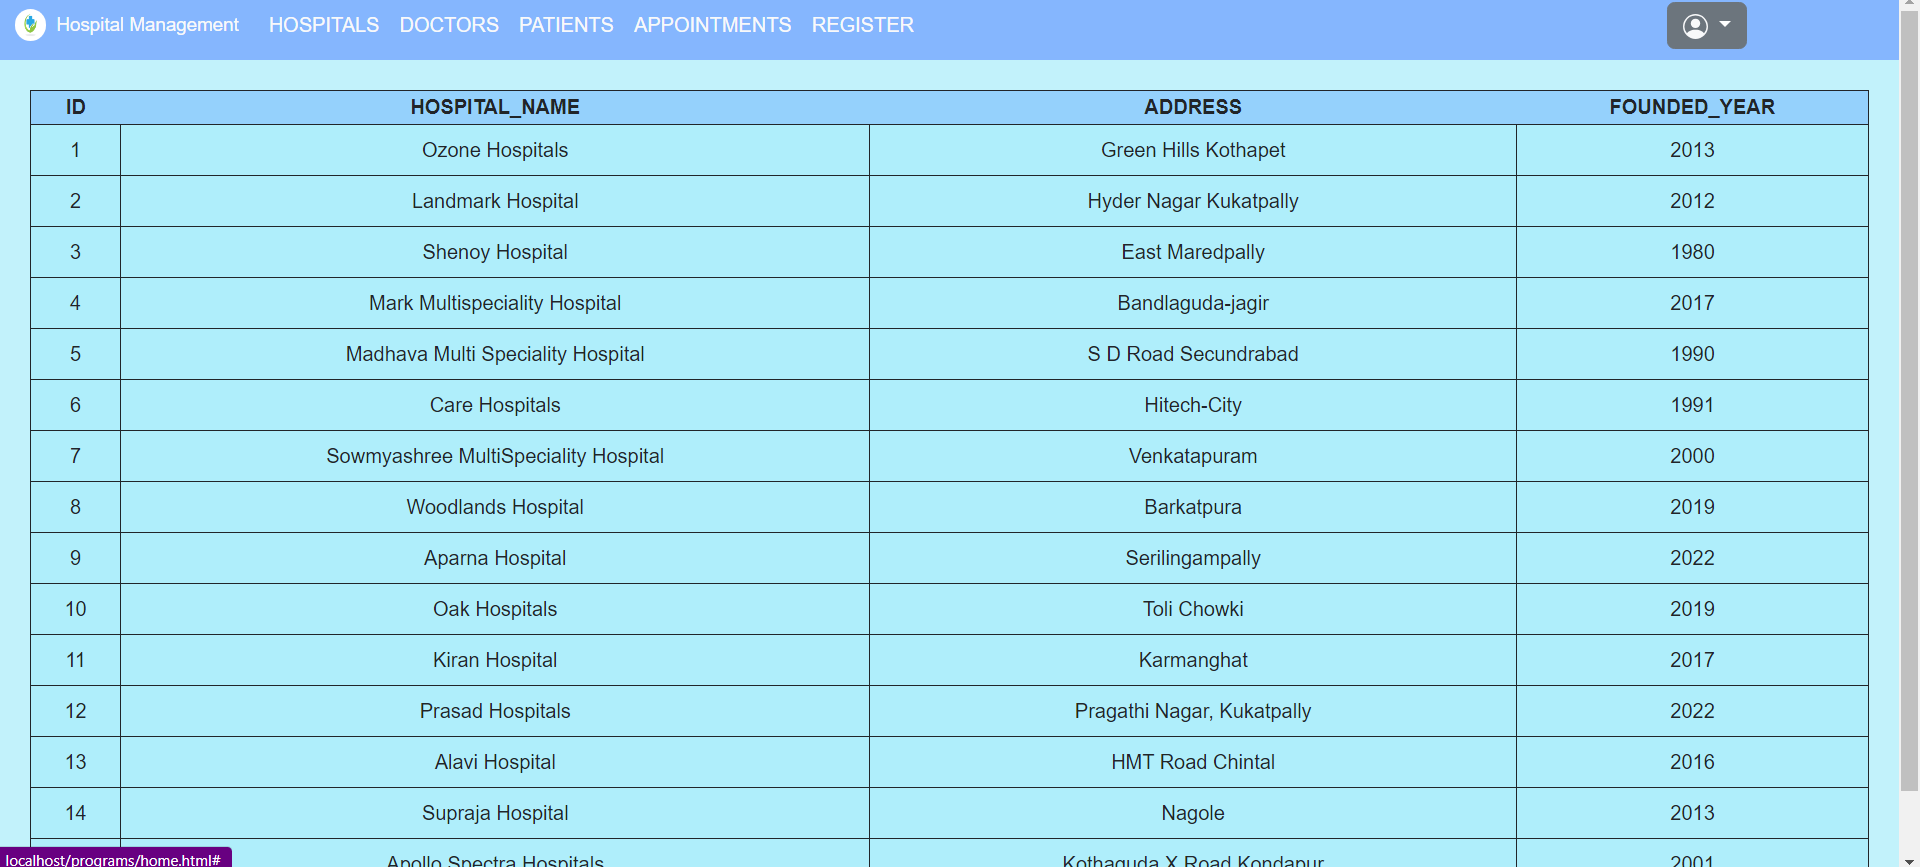 Hospital Management HOSPITALS DOCTORS PATIENTS APPOINTMENTS REGISTER
ID HOSPITAL_NAME ADDRESS FOUNDED_YEAR
1 Ozone Hospitals Green Hills Kothapet 2013
2 Landmark Hospital Hyder Nagar Kukatpally 2012
3 Shenoy Hospital East Maredpally 1980
4 Mark Multispeciality Hospital Bandlaguda-jagir 2017
5 Madhava Multi Speciality Hospital S D Road Secundrabad 1990
6 Care Hospitals Hitech-City 1991
7 Sowmyashree MultiSpeciality Hospital Venkatapuram 2000
8 Woodlands Hospital Barkatpura 2019
9 Aparna Hospital Serilingampally 2022
10 Oak Hospitals Toli Chowki 2019
11 Kiran Hospital Karmanghat 2017
12 Prasad Hospitals Pragathi Nagar, Kukatpally 2022
13 Alavi Hospital HMT Road Chintal 2016
14 Supraja Hospital Nagole 2013
Apollo Spectra Hospitals Kothaguda X Road Kondapur 2001
localhost/programs/home.html#